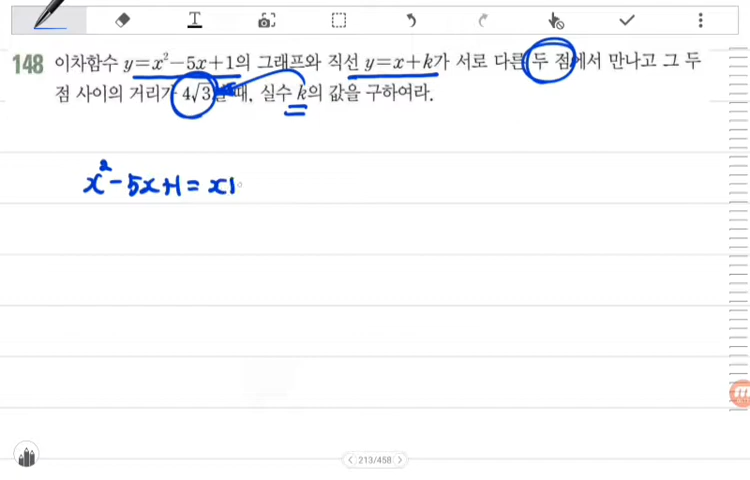 T
148 이차함수 y=x²-5x+1의 그래프와 직선 y=x+k가 서로 다른 두 점에서 만나고 그 두
점 사이의 거리가 4√3일 때, 실수 k의 값을 구하여라.
x²-5x+1=x
213/458